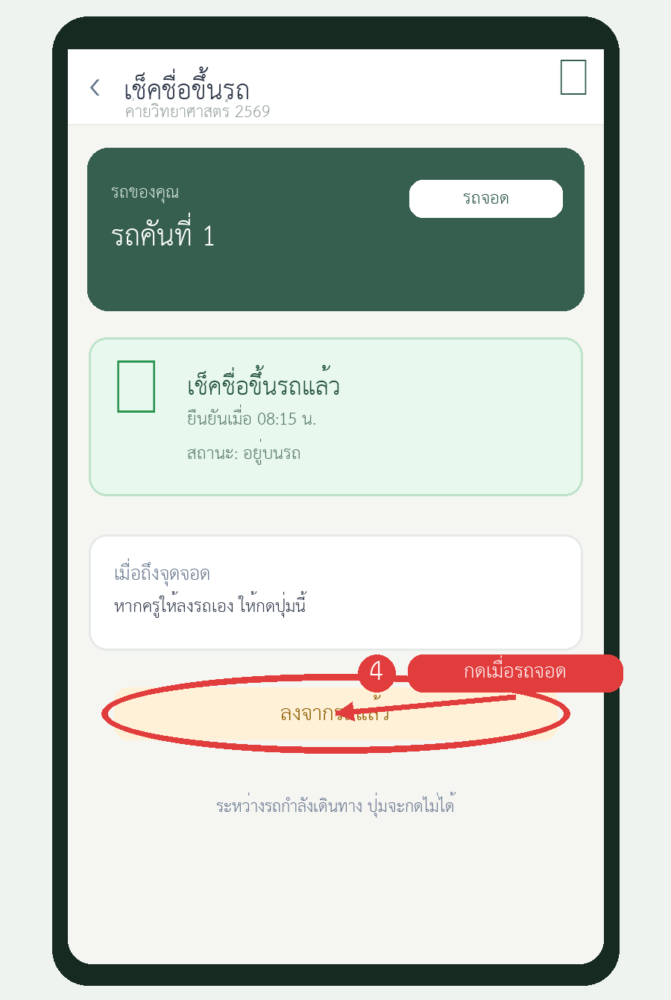 เช็คชื่อขึ้นรถ
ค่ายวิทยาศาสตร์ 2569
รถของคุณ
รถจอด
รถคันที่ 1
เช็คชื่อขึ้นรถแล้ว
ยืนยันเมื่อ 08:15 น.
สถานะ: อยู่บนรถ
เมื่อถึงจุดจอด
หากครูให้ลงรถเอง ให้กดปุ่มนี้
4
กดเมื่อรถจอด
ลงจากรถแล้ว
ระหว่างรถกำลังเดินทาง ปุ่มจะกดไม่ได้